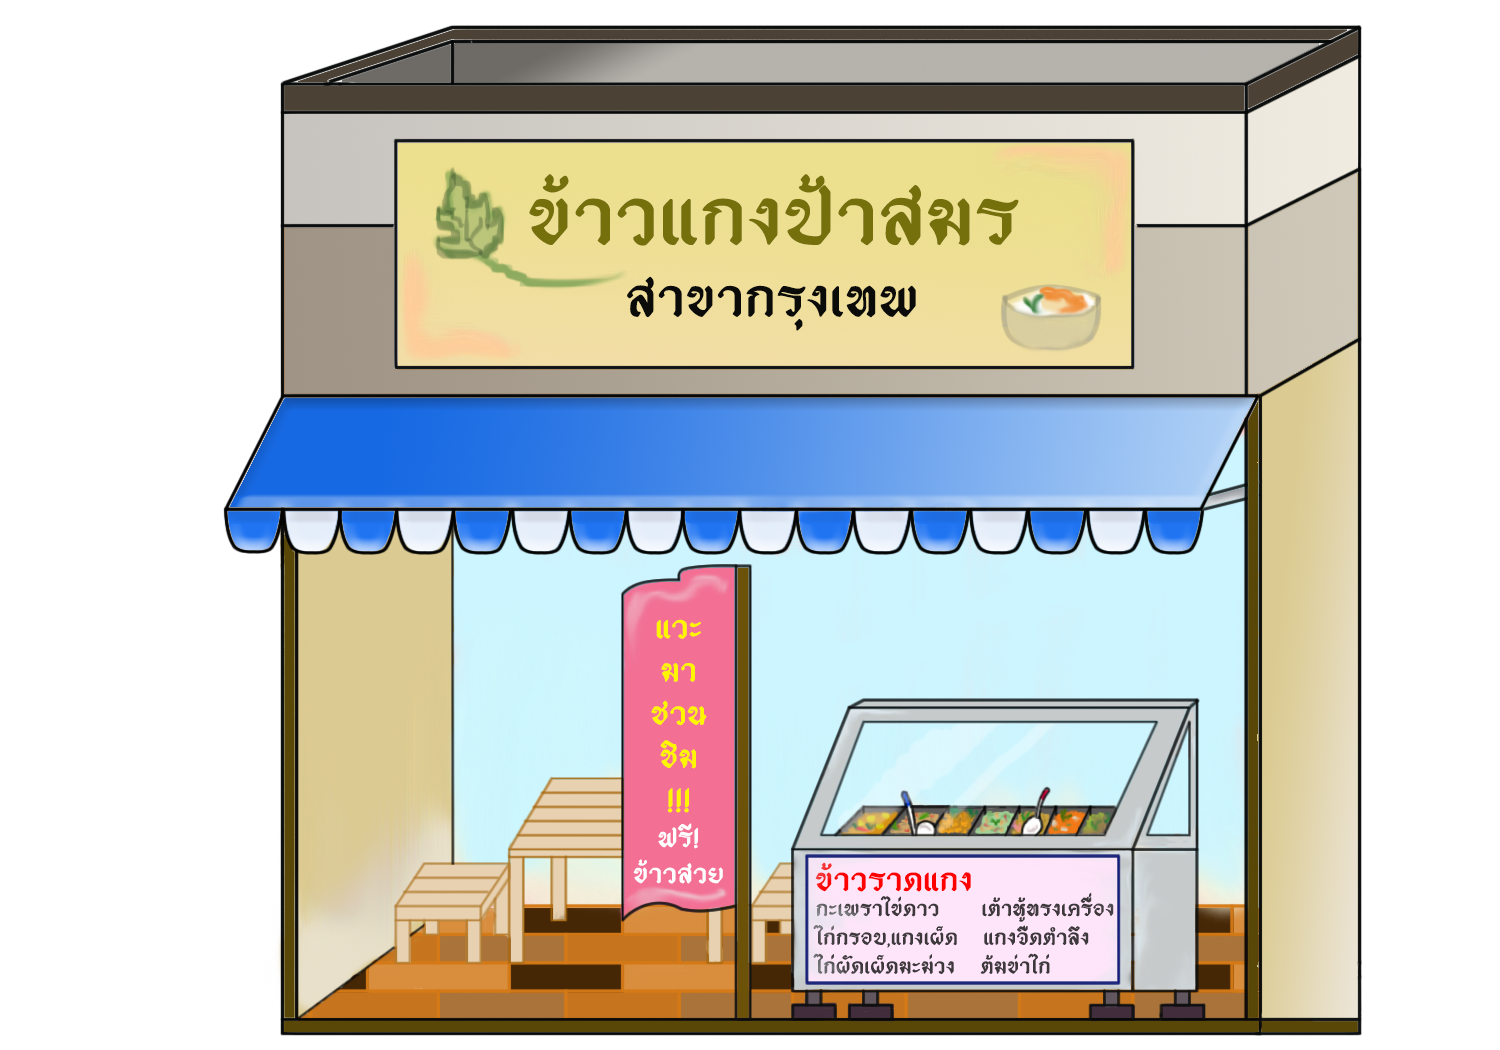 ข้าวแกงป้าสมร
สาขากรุงเทพ
แวะ
มา
ชวน
ชิม
!!!
ฟรี!
ข้าวสวย
ข้าวราดแกง
กะเพราไข่ดาว เต้าหู้ทรงเครื่อง
ไก่กรอบ,แกงเผ็ด แกงจืดตำลึง
ไก่ผัดเผ็ดมะม่วง ต้มข่าไก่